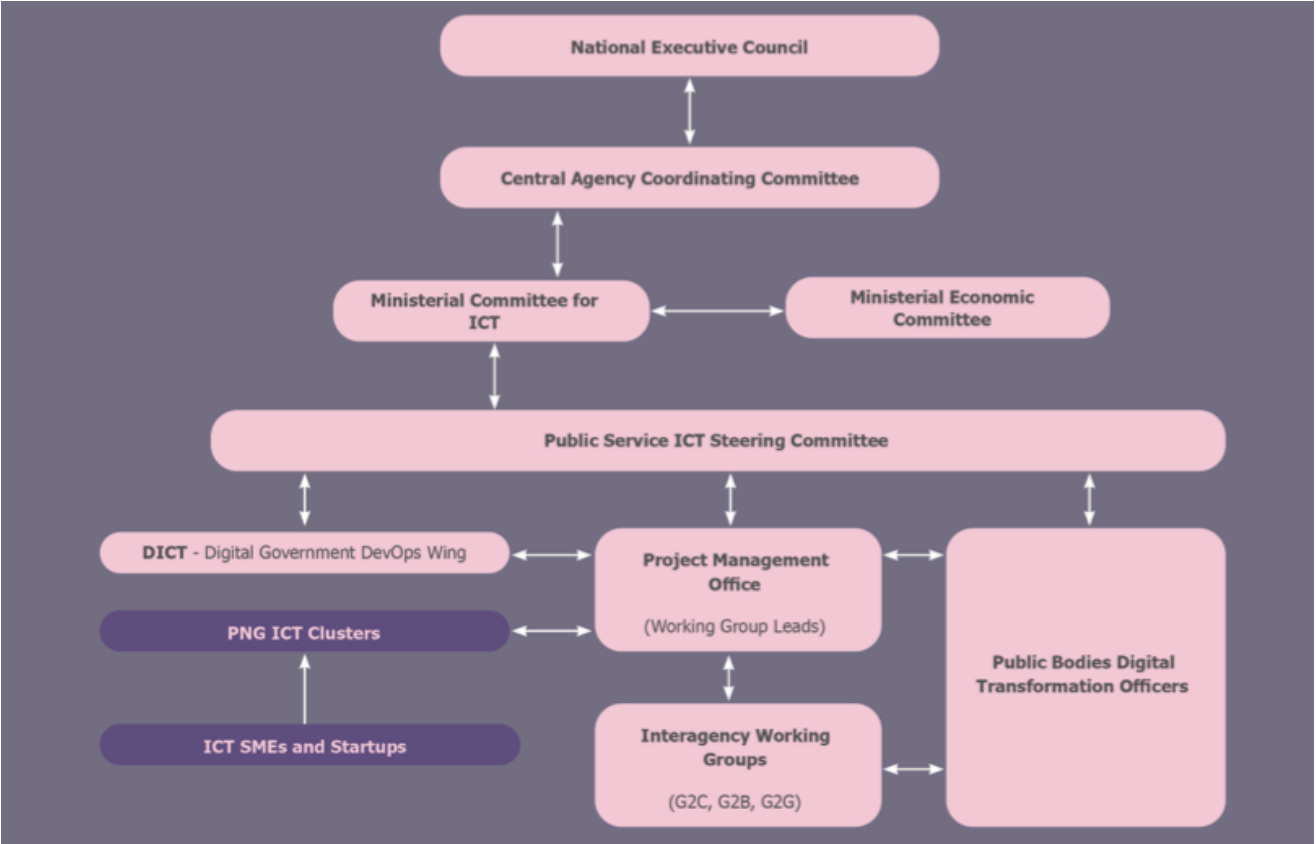 National Executive Council
Central Agency Coordinating Committee
Ministerial Committee for
ICT
Ministerial Economic
Committee
Public Service ICT Steering Committee
DICT - Digital Government DevOps Wing
Project Management
Office
(Working Group Leads)
PNG ICT Clusters
Public Bodies Digital
Transformation Officers
ICT SMEs and Startups
Interagency Working
Groups
(G2C, G2B, G2G)